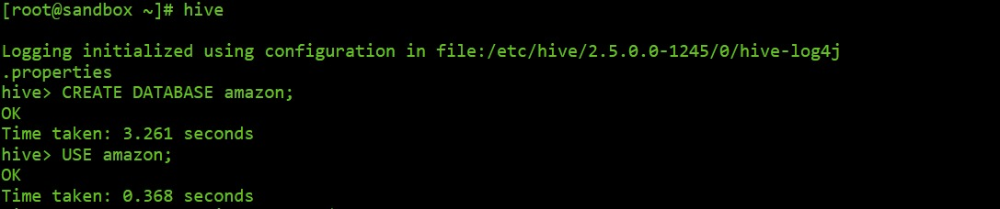 [root@sandbox ~]# hive
Logging initialized using configuration in file:/etc/hive/2.5.0.0-1245/0/hive-log4j
.properties
hive> CREATE DATABASE amazon;
OK
Time taken: 3.261 seconds
hive> USE amazon;
OK
Time taken: 0.368 seconds